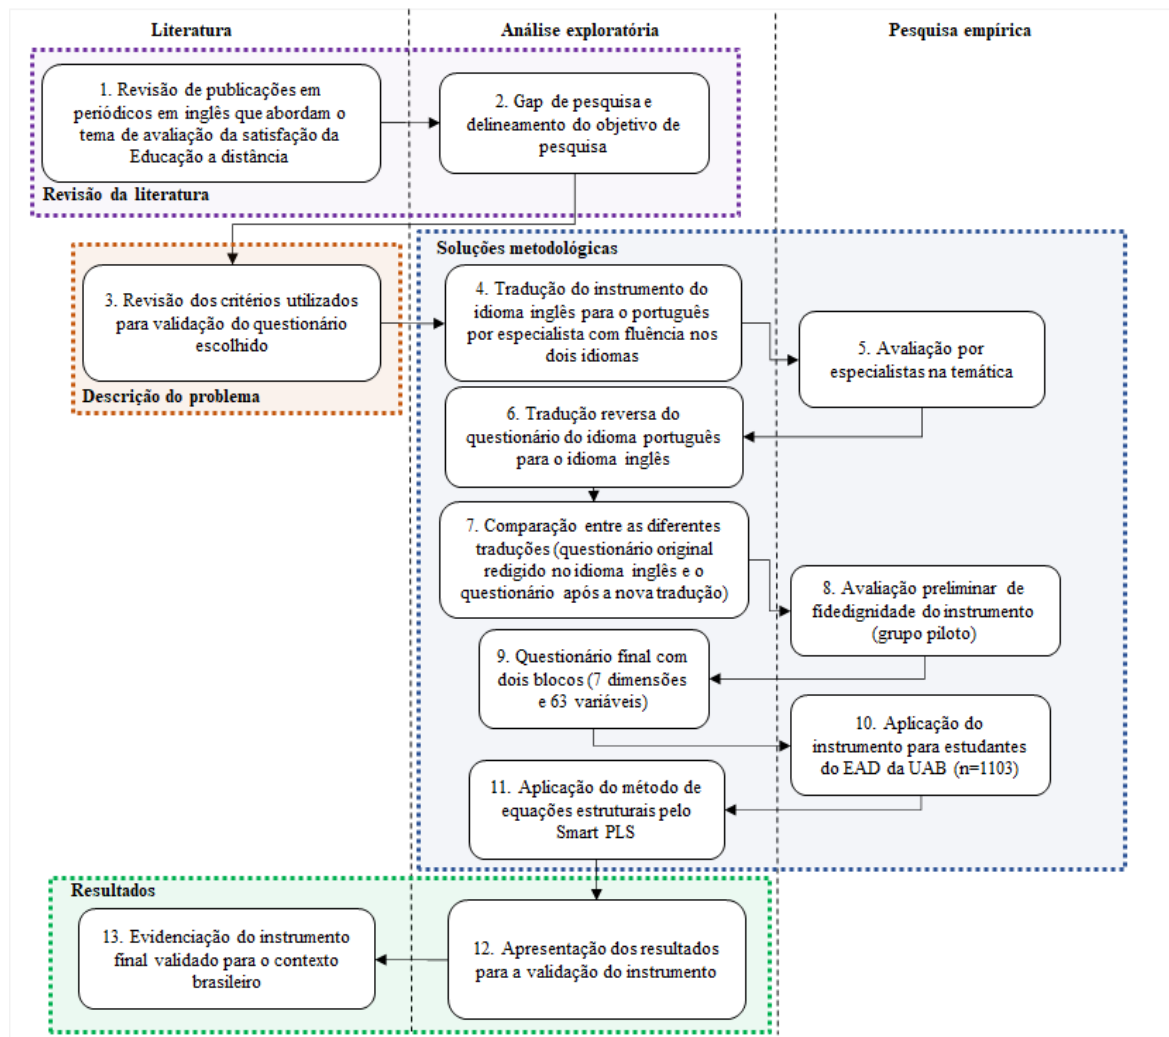 Literatura
Análise exploratória
Pesquisa empírica
1. Revisão de publicações em
periódicos em inglês que abordam o
tema de avaliação da satisfação da
Educação a distância
2. Gap de pesquisa e
delineamento do objetivo de
pesquisa
Revisão da literatura
Soluções metodológicas
3. Revisão dos critérios utilizados
para validação do questionário
escolhido
Descrição do problema
4. Tradução do instrumento do
idioma inglês para o português
por especialista com fluência nos
dois idiomas
5. Avaliação por
especialistas na temática
6. Tradução reversa do
questionário do idioma português
para o idioma inglês
7. Comparação entre as diferentes
traduções (questionário original
redigido no idioma inglês e o
questionário após a nova tradução)
8. Avaliação preliminar de
fidedignidade do instrumento
(grupo piloto)
9. Questionário final com
dois blocos (7 dimensões
e 63 variáveis)
10. Aplicação do
instrumento para estudantes
do EAD da UAB (n=1103)
11. Aplicação do método de
equações estruturais pelo
Smart PLS
Resultados
12. Apresentação dos resultados
para a validação do instrumento
13. Evidenciação do instrumento
final validado para o contexto
brasileiro